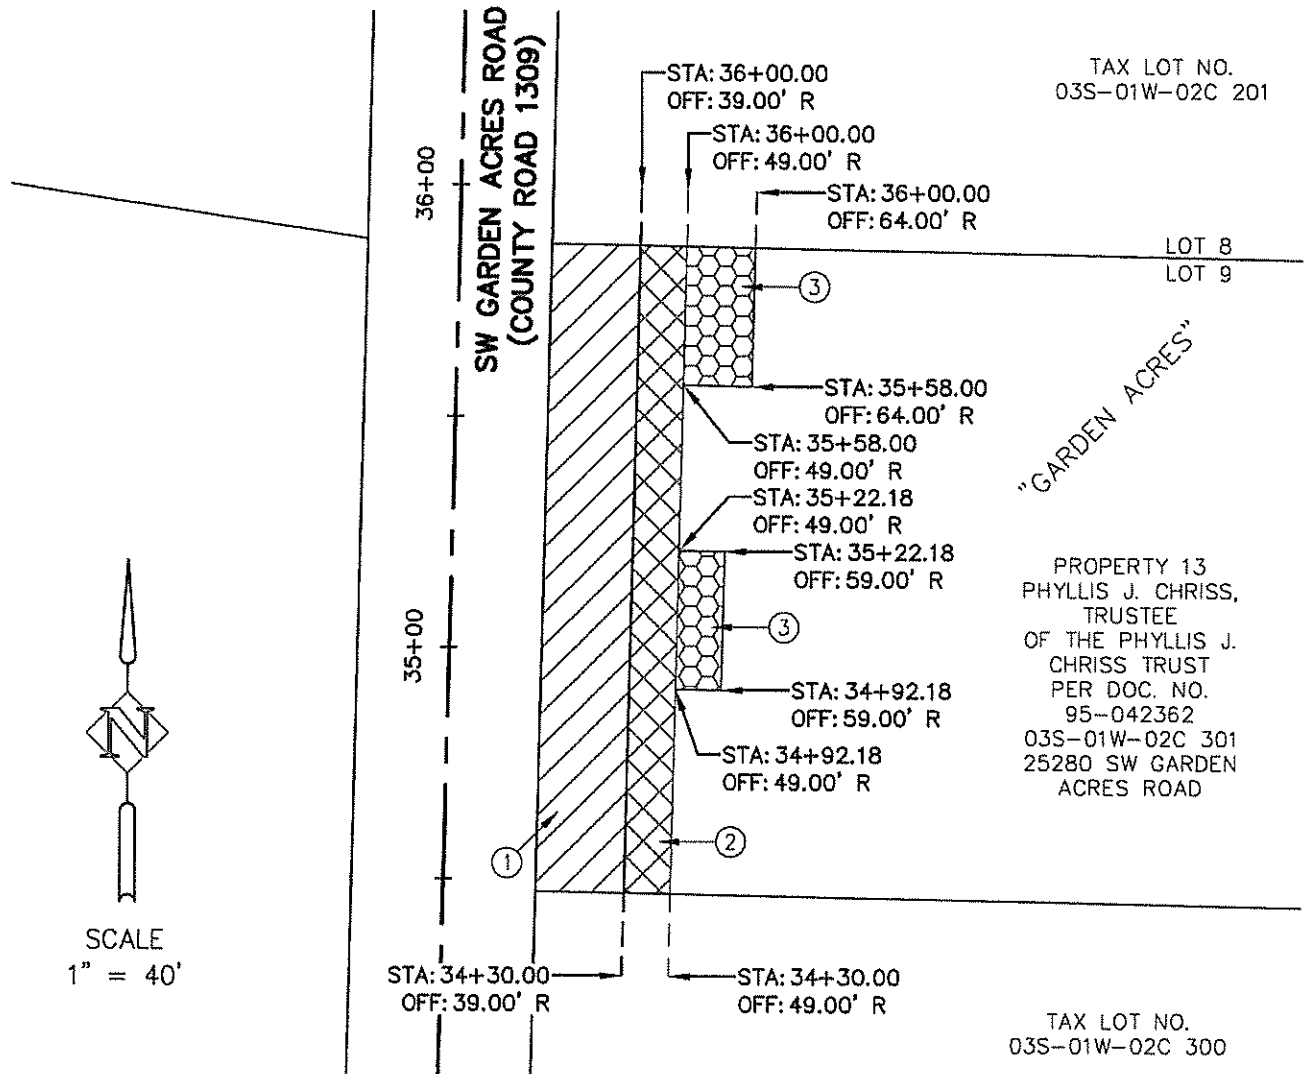 SW GARDEN ACRES ROAD
(COUNTY ROAD 1309)
36+00
35+00
STA: 36+00.00
OFF: 39.00' R
STA: 36+00.00
OFF: 49.00' R
STA: 36+00.00
OFF: 64.00' R
TAX LOT NO.
03S-01W-02C 201
LOT 8
LOT 9
3
"GARDEN ACRES"
STA: 35+58.00
OFF: 64.00' R
STA: 35+58.00
OFF: 49.00' R
STA: 35+22.18
OFF: 49.00' R
STA: 35+22.18
OFF: 59.00' R
3
STA: 34+92.18
OFF: 59.00' R
STA: 34+92.18
OFF: 49.00' R
PROPERTY 13
PHYLLIS J. CHRISS,
TRUSTEE
OF THE PHYLLIS J.
CHRISS TRUST
PER DOC. NO.
95-042362
03S-01W-02C 301
25280 SW GARDEN
ACRES ROAD
1
2
N
SCALE
1" = 40'
STA: 34+30.00
OFF: 39.00' R
STA: 34+30.00
OFF: 49.00' R
TAX LOT NO.
03S-01W-02C 300